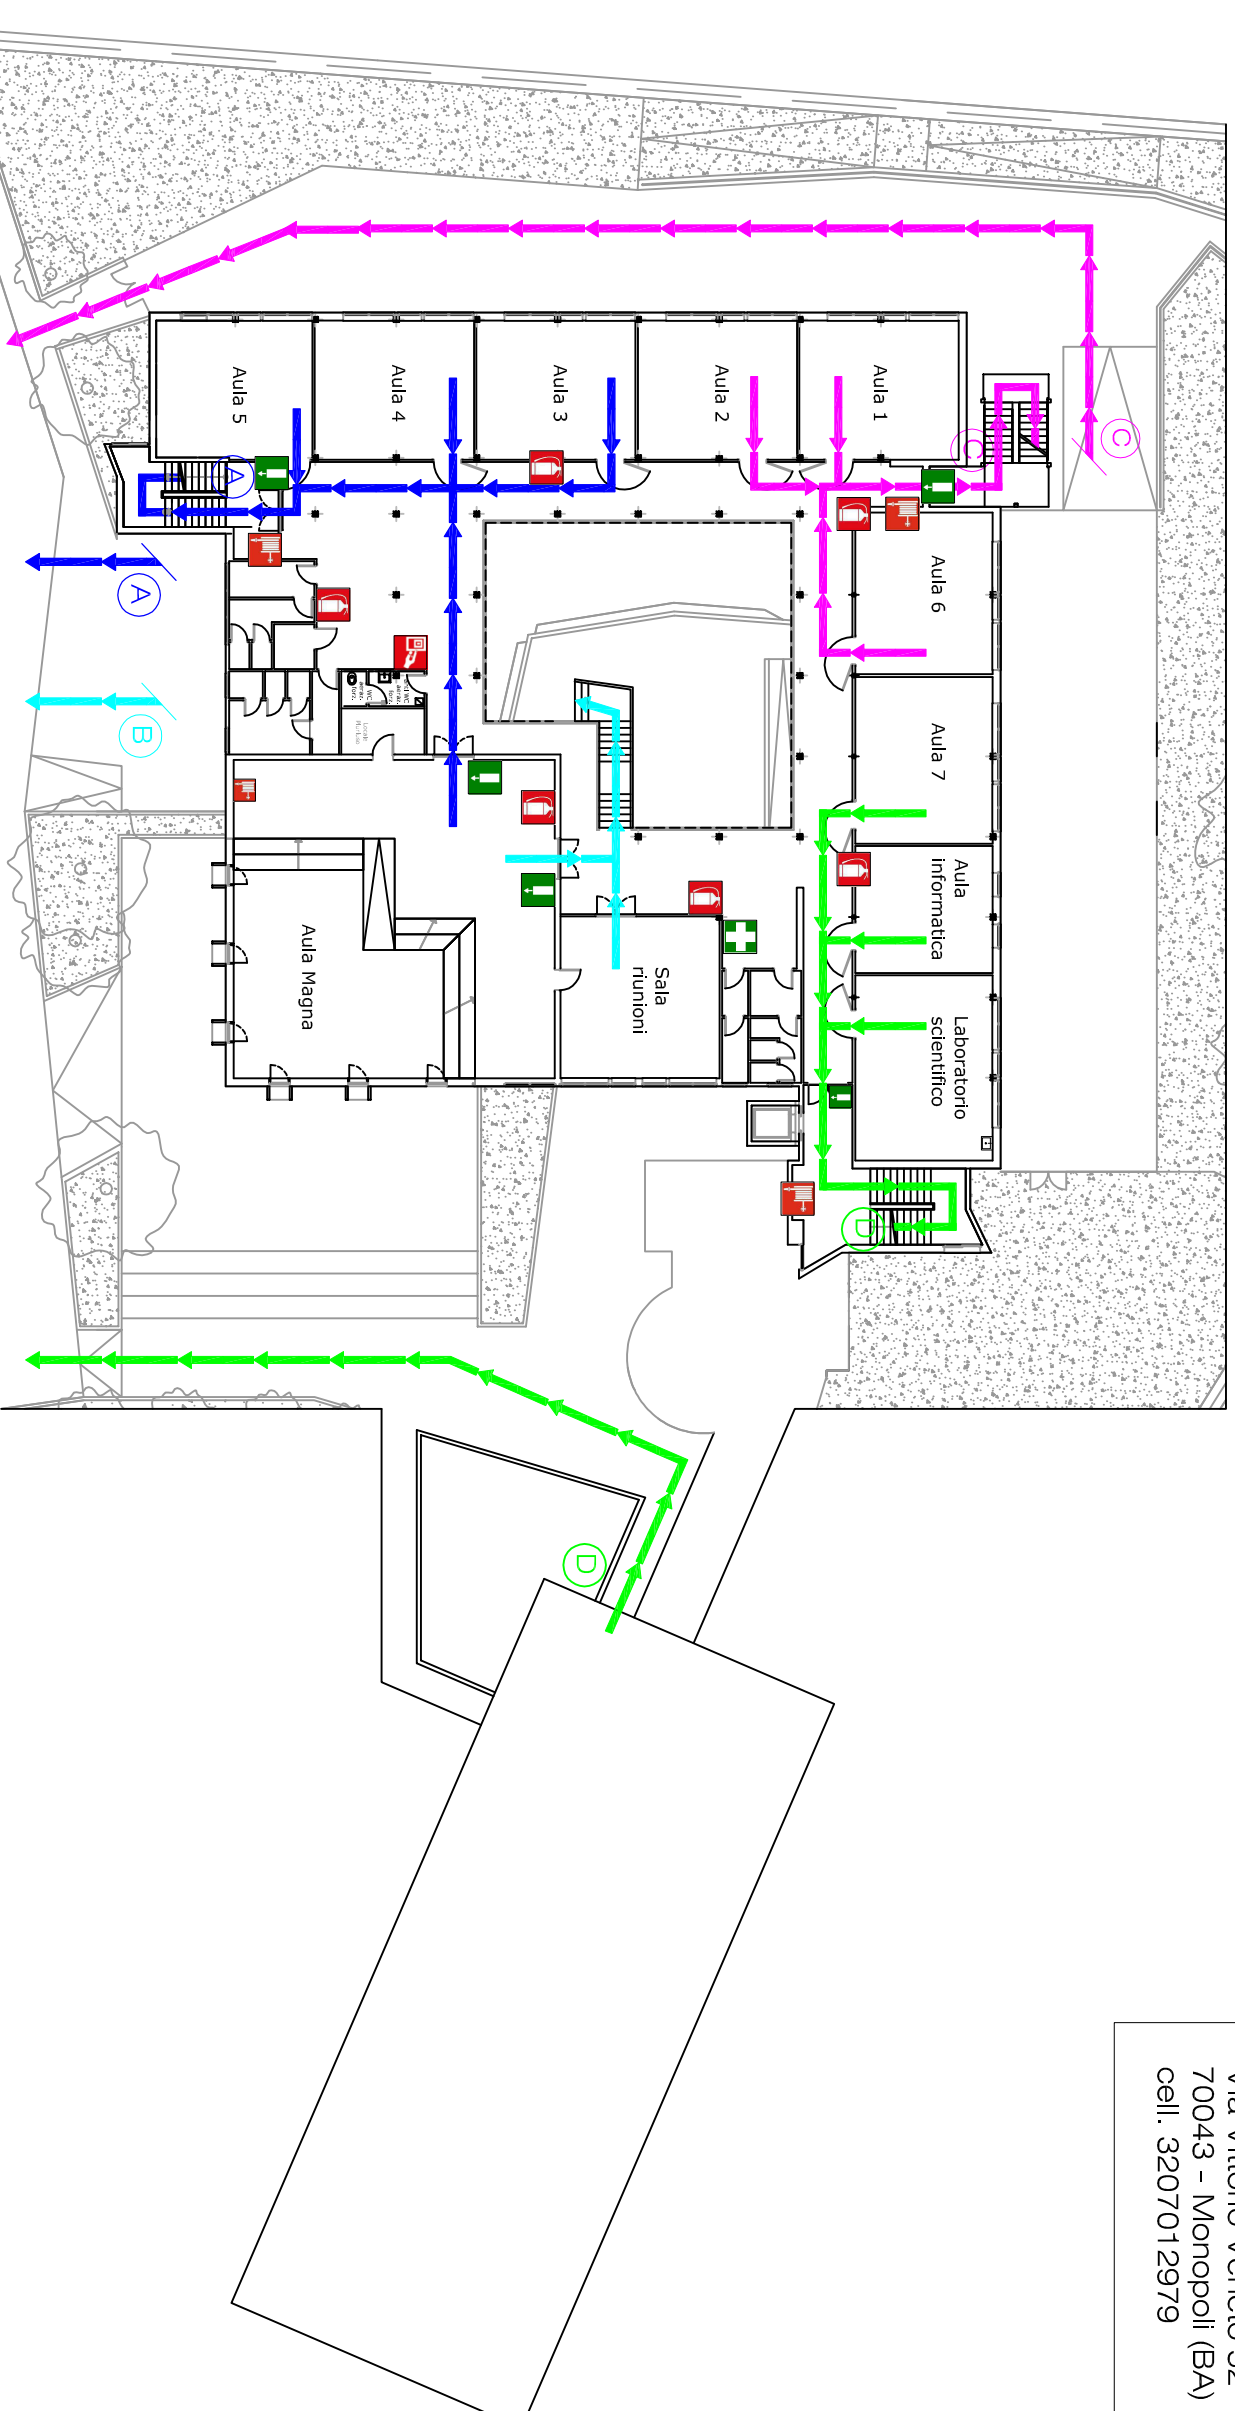 Aula 5
Aula 4
Aula 3
Aula 2
Aula 1
Aula 6
Aula 7
Aula
informatica
Laboratorio
scientifico
Sala
riunioni
Aula Magna
A
A
B
C
C
D
D
WC
70043 - Monopoli (BA)
cell. 3207012979